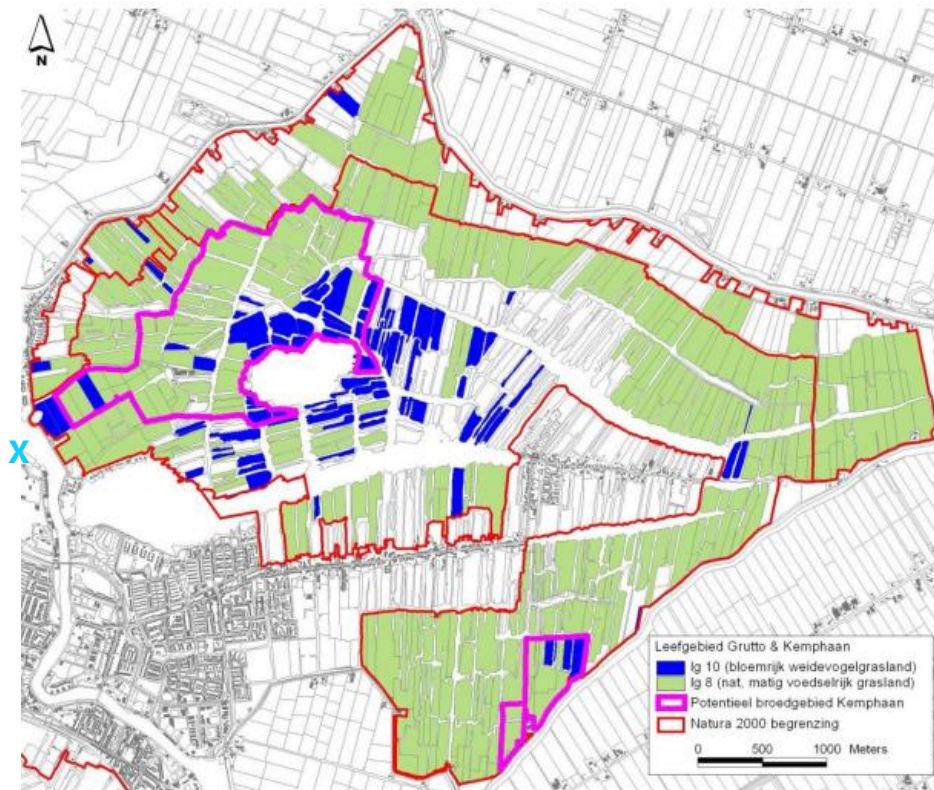 N
X
Leefgebied Grutto & Kemphaan
lg 10 (bloemrijk weidevogelgrasland)
lg 8 (nat, matig voedselrijk grasland)
Potentieel broedgebied Kemphaan
Natura 2000 begrenzing
0 500 1000 Meters